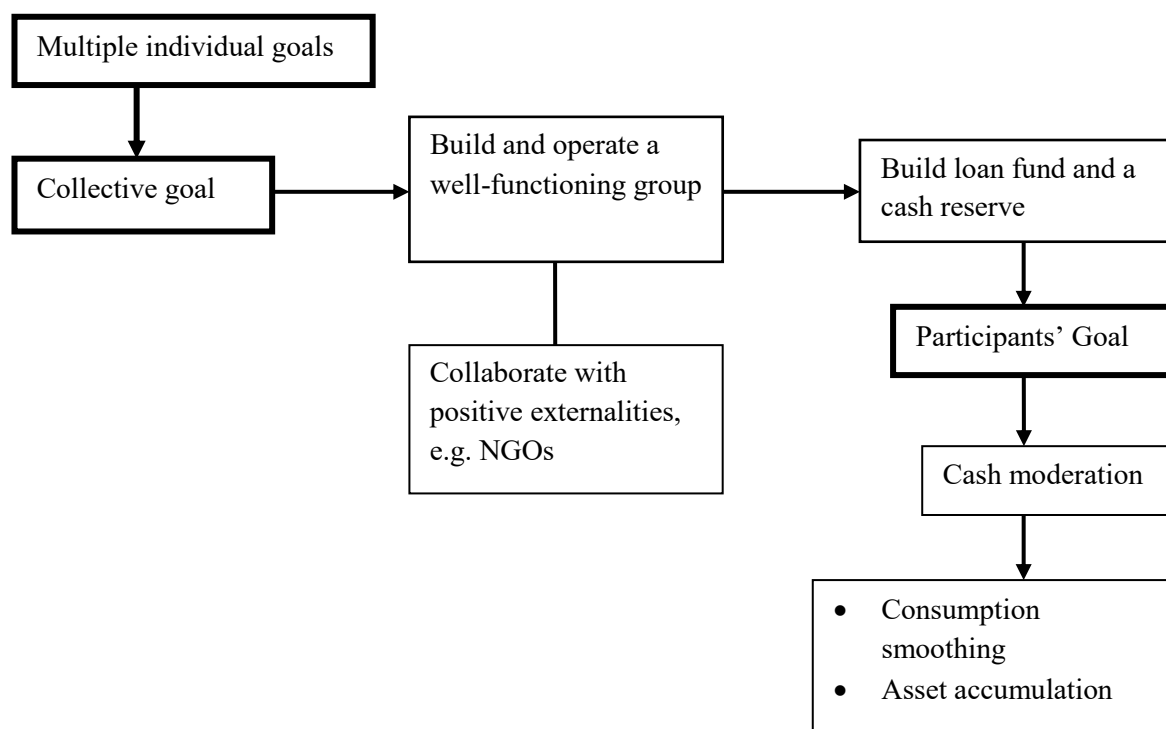 Multiple individual goals
Collective goal
Build and operate a
well-functioning group
Collaborate with
positive externalities,
e.g. NGOs
Build loan fund and a
cash reserve
Participants’ Goal
Cash moderation
• Consumption
smoothing
• Asset accumulation